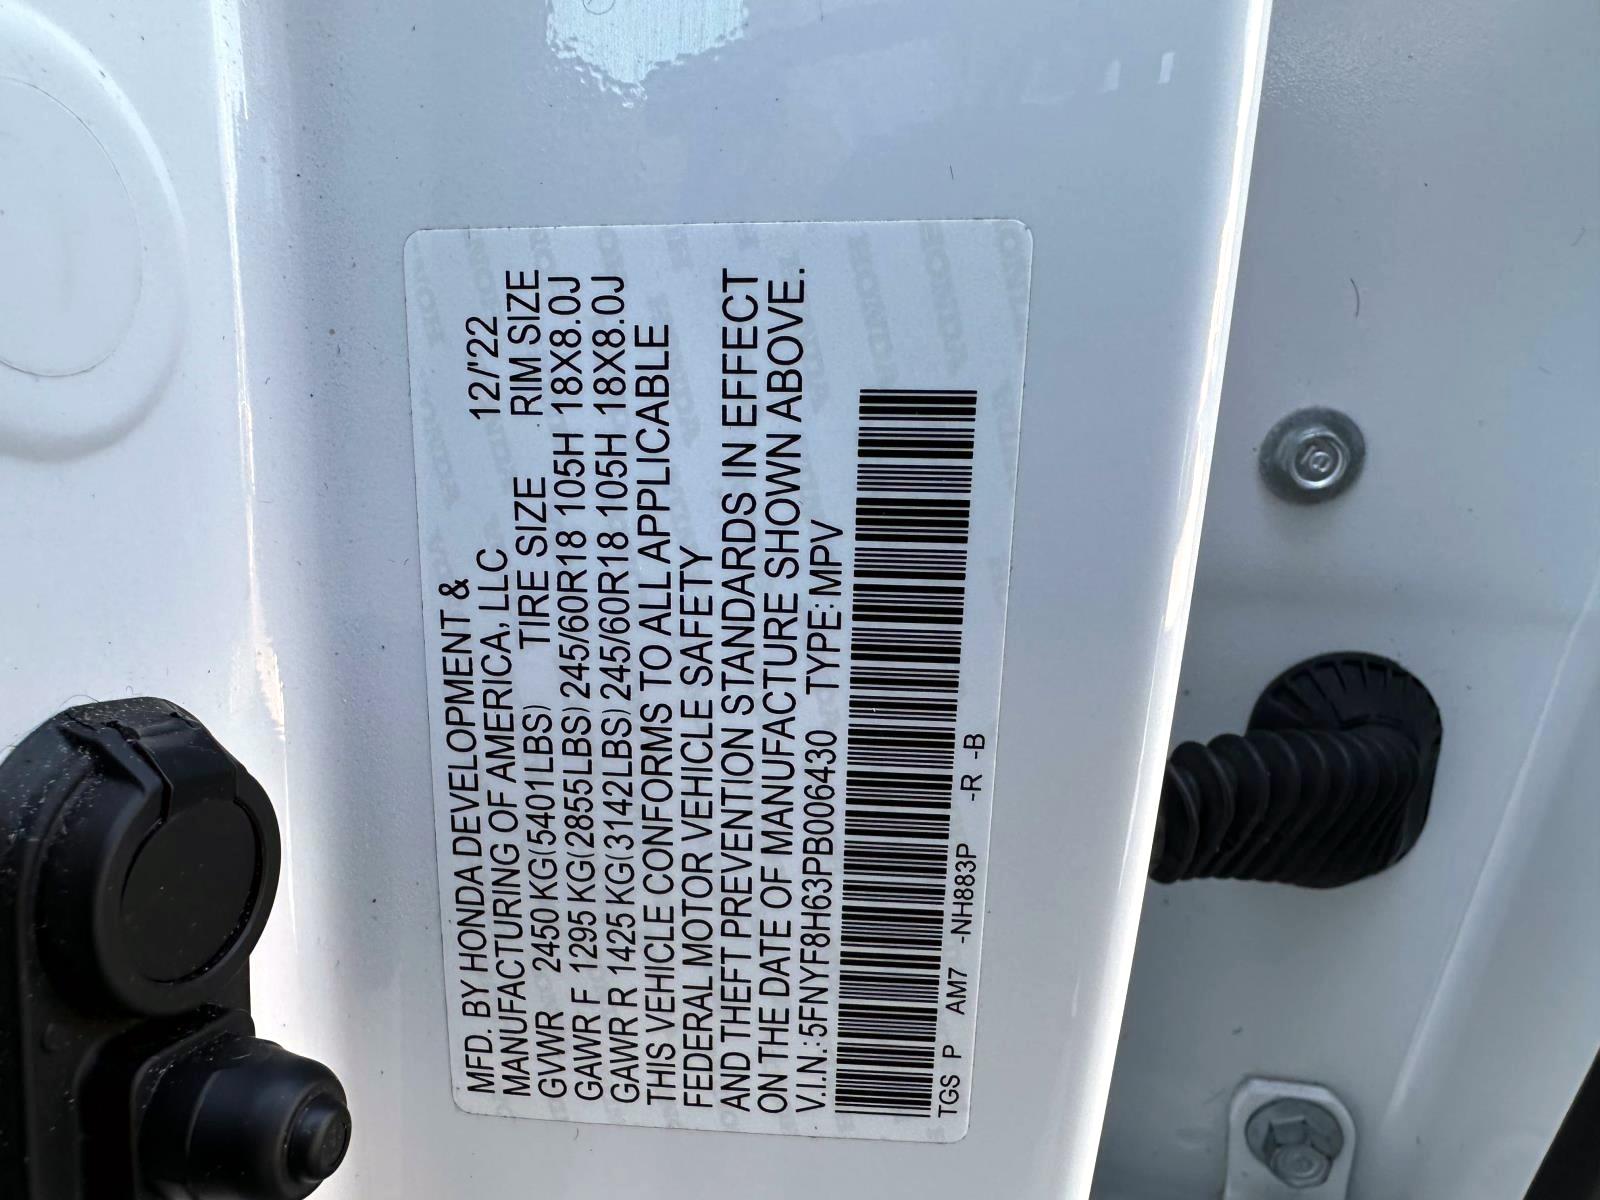 MFD. BY HONDA DEVELOPMENT &
MANUFACTURING OF AMERICA, LLC 12/'22
GVWR 2450 KG(5401LBS) TIRE SIZE RIM SIZE
GAWR F 1295 KG(2855LBS) 245/60R18 105H 18X8.0J
GAWR R 1425 KG(3142LBS) 245/60R18 105H 18X8.0J
THIS VEHICLE CONFORMS TO ALL APPLICABLE
FEDERAL MOTOR VEHICLE SAFETY
AND THEFT PREVENTION STANDARDS IN EFFECT
ON THE DATE OF MANUFACTURE SHOWN ABOVE.
V.I.N.:5FNYF8H63PB006430 TYPE:MPV
TGS P AM7 -NH883P -R -B